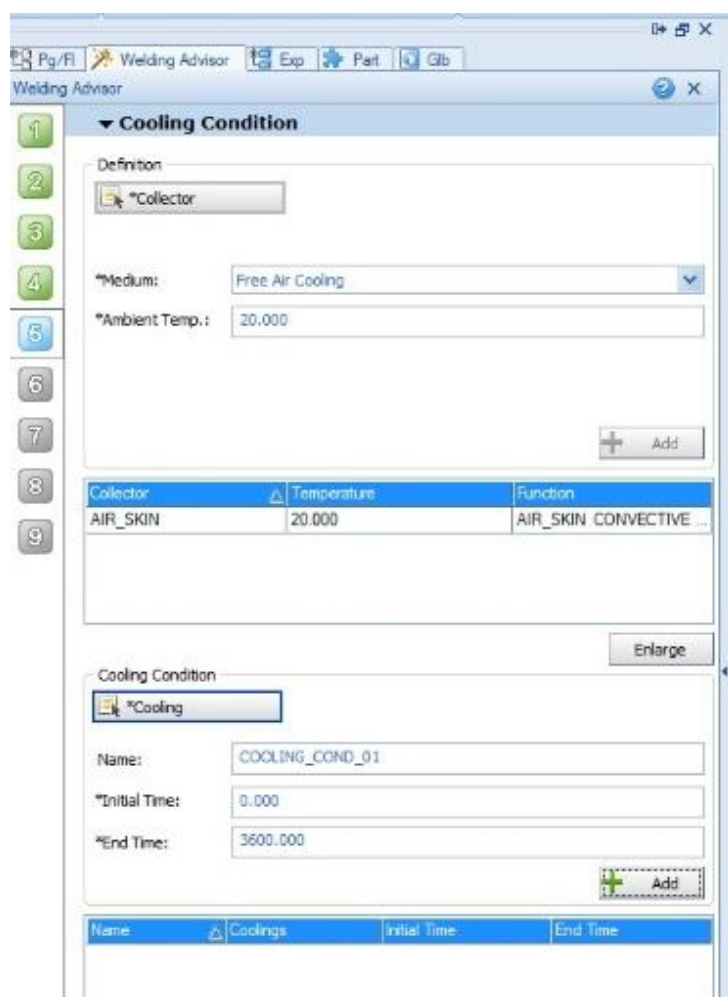 Pg/Fl Welding Advisor Exp Part Glb
Welding Advisor
Cooling Condition
1
2
3
4
5
6
7
8
9
Definition
*Collector
*Medium: Free Air Cooling
*Ambient Temp.: 20.000
Add
Collector Temperature Function
AIR_SKIN 20.000 AIR_SKIN CONVECTIVE ...
Enlarge
Cooling Condition
*Cooling
Name: COOLING_COND_01
*Initial Time: 0.000
*End Time: 3600.000
Add
Name Coolings Initial Time End Time